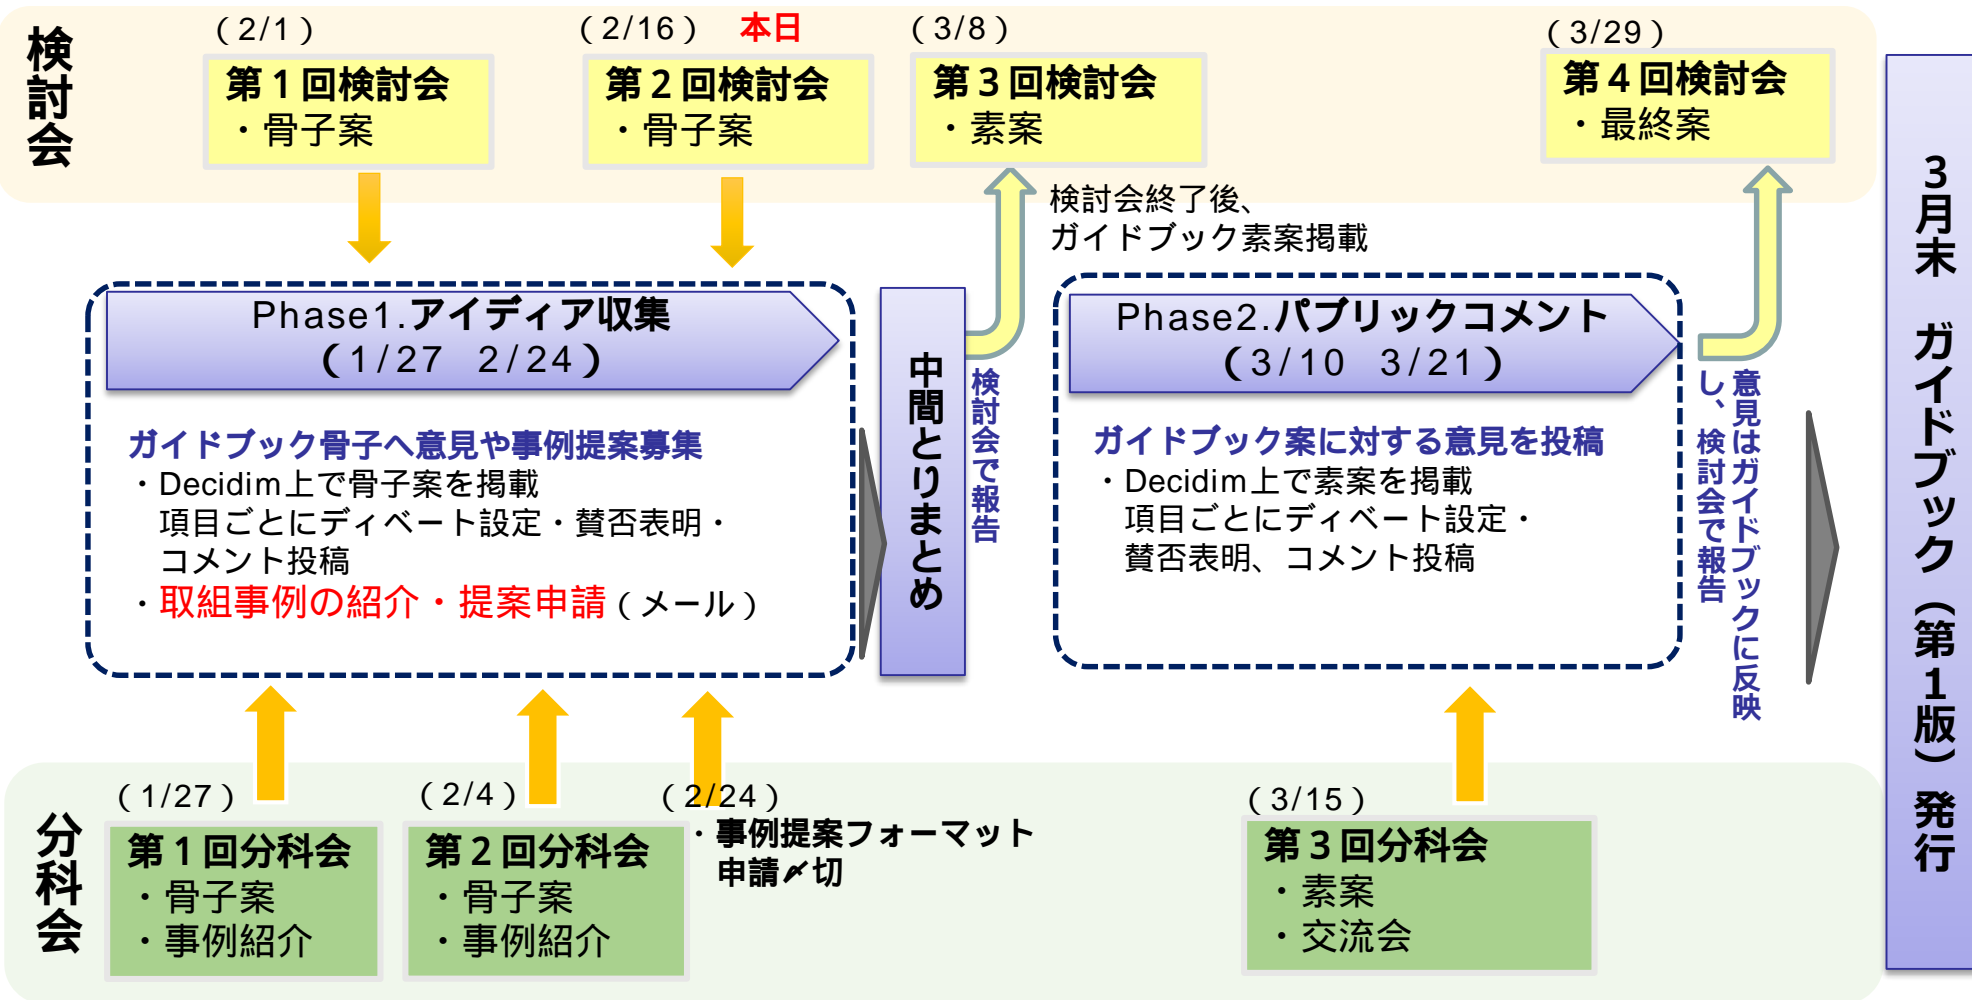 検討会
（2/1）
第１回検討会
・骨子案
（2/16） 本日
第２回検討会
・骨子案
（3/8）
第３回検討会
・素案
（3/29）
第４回検討会
・最終案
検討会終了後、
ガイドブック素案掲載
Phase1.アイディア収集
（1/27　2/24）
ガイドブック骨子へ意見や事例提案募集
・Decidim上で骨子案を掲載
項目ごとにディベート設定・賛否表明・
コメント投稿
・取組事例の紹介・提案申請（メール）
中間とりまとめ
検討会で報告
Phase2.パブリックコメント
（3/10　3/21）
ガイドブック案に対する意見を投稿
・Decidim上で素案を掲載
項目ごとにディベート設定・
賛否表明、コメント投稿
意見はガイドブックに反映
し、検討会で報告
3月末　ガイドブック（第1版）発行
分科会
（1/27）
第１回分科会
・骨子案
・事例紹介
（2/4）
第２回分科会
・骨子案
・事例紹介
（2/24）
・事例提案フォーマット
申請〆切
（3/15）
第３回分科会
・素案
・交流会